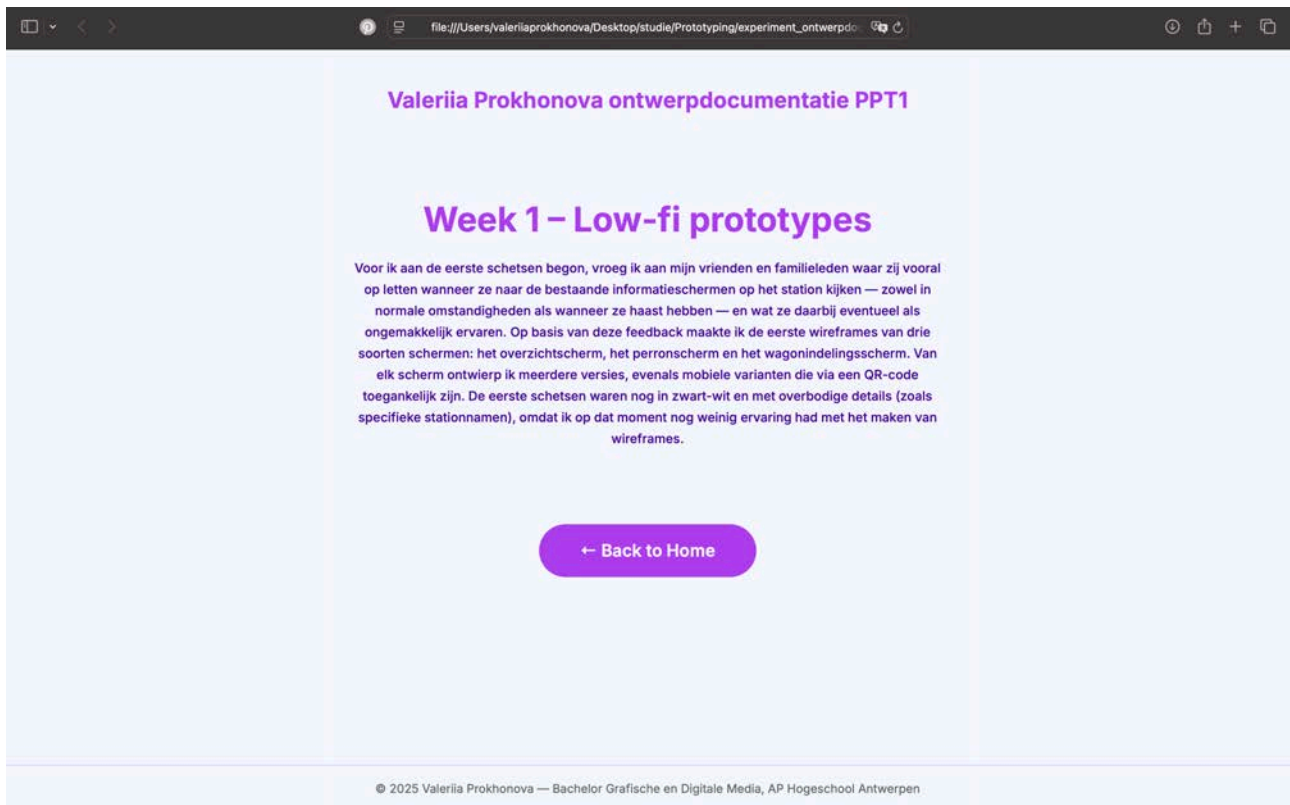 file:///Users/valeriiaprokhonova/Desktop/studie/Prototyping/experiment_ontwerpdo
Valeriia Prokhonova ontwerpdocumentatie PPT1
Week 1 – Low-fi prototypes
Voor ik aan de eerste schetsen begon, vroeg ik aan mijn vrienden en familieleden waar zij vooral
op letten wanneer ze naar de bestaande informatieschermen op het station kijken — zowel in
normale omstandigheden als wanneer ze haast hebben — en wat ze daarbij eventueel als
ongemakkelijk ervaren. Op basis van deze feedback maakte ik de eerste wireframes van drie
soorten schermen: het overzichtscherm, het perronscherm en het wagonindelingsscherm. Van
elk scherm ontwierp ik meerdere versies, evenals mobiele varianten die via een QR-code
toegankelijk zijn. De eerste schetsen waren nog in zwart-wit en met overbodige details (zoals
specifieke stationnamen), omdat ik op dat moment nog weinig ervaring had met het maken van
wireframes.
← Back to Home
© 2025 Valeriia Prokhonova — Bachelor Grafische en Digitale Media, AP Hogeschool Antwerpen